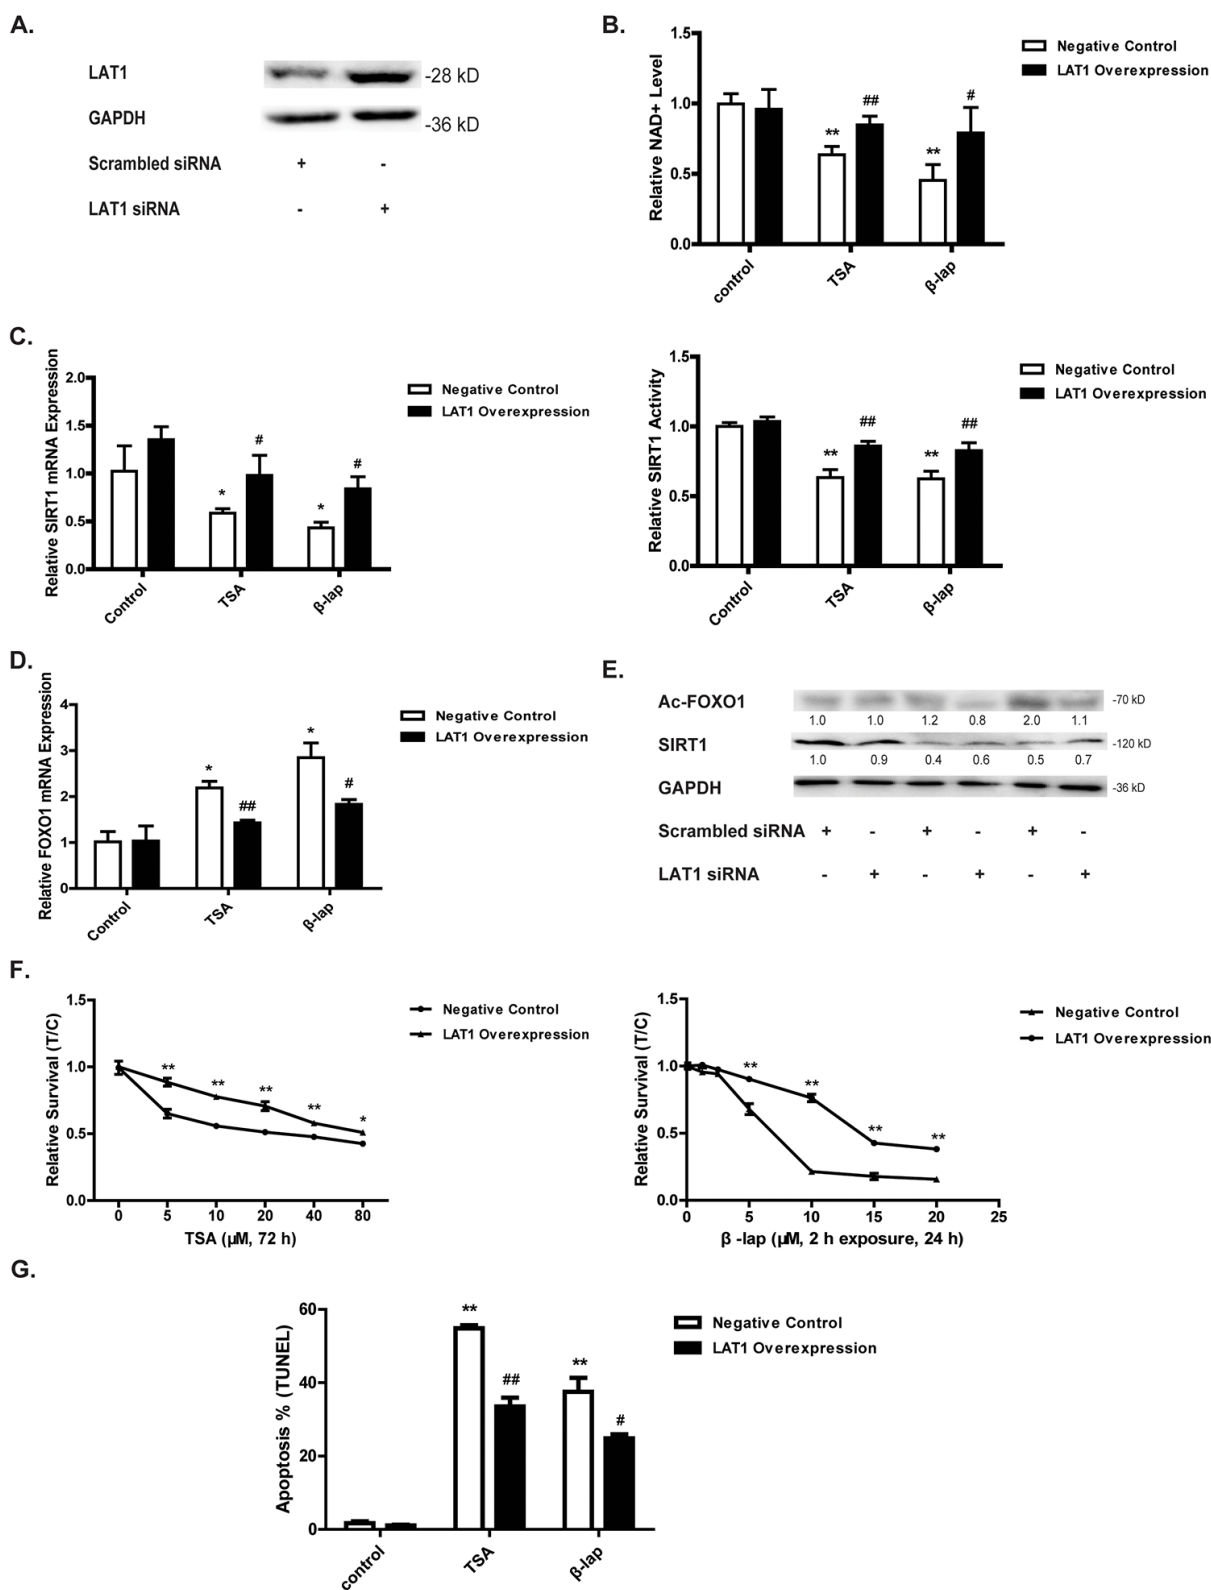 A.
LAT1
-28 kD
GAPDH
-36 kD
Scrambled siRNA + -
LAT1 siRNA - +
B.
Relative NAD+ Level
1.5
1.0
0.5
0.0
** ## ** #
control TSA β-lap
Negative Control
LAT1 Overexpression
C.
Relative SIRT1 mRNA Expression
2.0
1.5
1.0
0.5
0.0
* # * #
Control TSA β-lap
Negative Control
LAT1 Overexpression
Relative SIRT1 Activity
1.5
1.0
0.5
0.0
** ## ** ##
Control TSA β-lap
Negative Control
LAT1 Overexpression
D.
Relative FOXO1 mRNA Expression
4
3
2
1
0
* ## * #
Control TSA β-lap
Negative Control
LAT1 Overexpression
E.
Ac-FOXO1 -70 kD
1.0 1.0 1.2 0.8 2.0 1.1
SIRT1 -120 kD
1.0 0.9 0.4 0.6 0.5 0.7
GAPDH -36 kD
Scrambled siRNA + - + - + -
LAT1 siRNA - + - + - +
F.
Relative Survival (T/C)
1.5
1.0
0.5
0.0
** ** ** ** *
0 5 10 20 40 80
TSA (μM, 72 h)
Negative Control
LAT1 Overexpression
Relative Survival (T/C)
1.5
1.0
0.5
0.0
** ** ** **
0 5 10 15 20 25
β -lap (μM, 2 h exposure, 24 h)
Negative Control
LAT1 Overexpression
G.
Apoptosis % (TUNEL)
60
40
20
0
** ## ** #
control TSA β-lap
Negative Control
LAT1 Overexpression